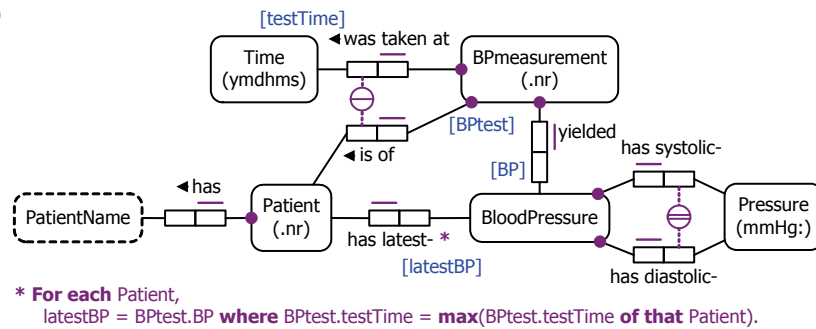 [testTime]
◄ was taken at
Time
(ymdhms)
BPmeasurement
(.nr)
[BPtest]
◄ is of
yielded
[BP]
has systolic-
◄ has
PatientName
Patient
(.nr)
has latest- *
[latestBP]
BloodPressure
Pressure
(mmHg:)
has diastolic-
* For each Patient,
latestBP = BPtest.BP where BPtest.testTime = max(BPtest.testTime of that Patient).